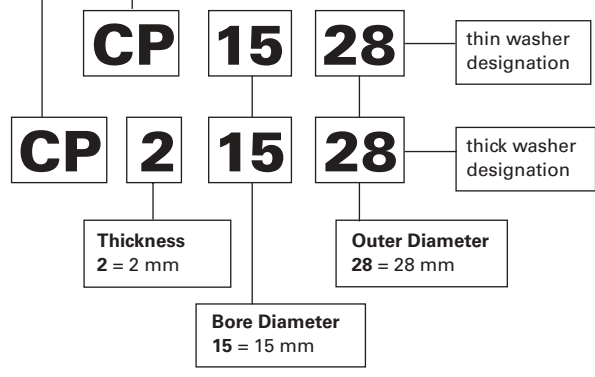 CP 15 28
thin washer
designation
CP 2 15 28
thick washer
designation
Thickness
2 = 2 mm
Outer Diameter
28 = 28 mm
Bore Diameter
15 = 15 mm